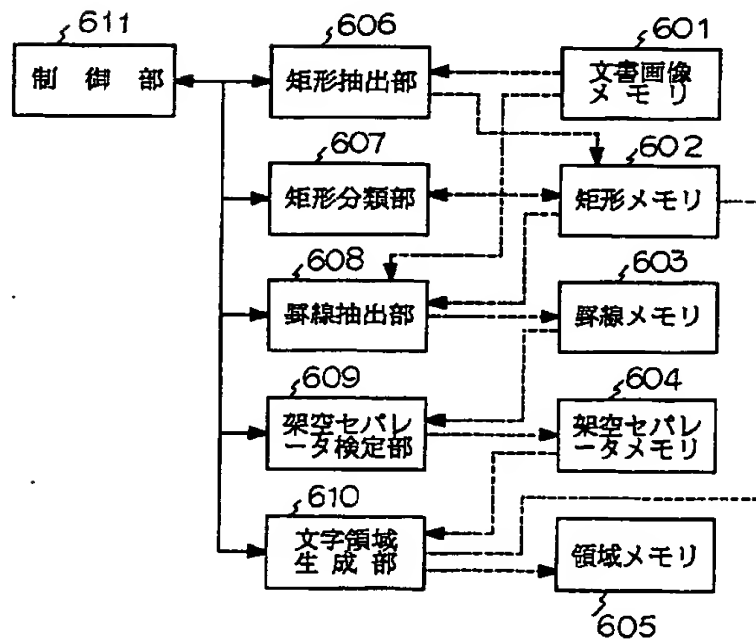 611
制御部
606
矩形抽出部
601
文書画像
メモリ
607
矩形分類部
602
矩形メモリ
608
罫線抽出部
603
罫線メモリ
609
架空セパレ
ータ検定部
604
架空セパレ
ータメモリ
610
文字領域
生成部
領域メモリ
605